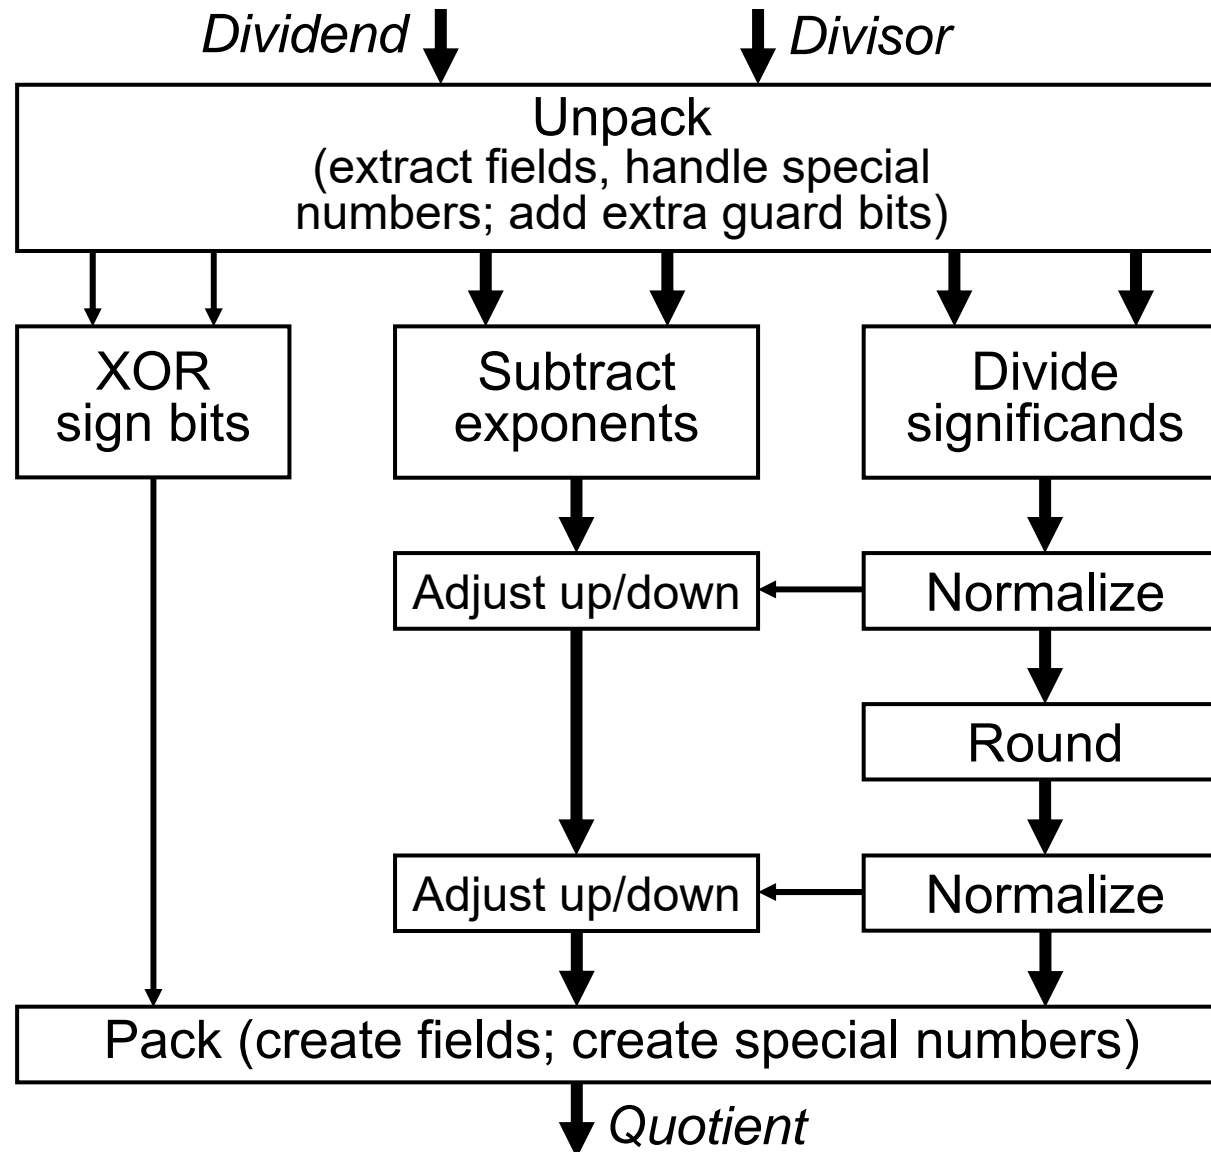 Dividend
Divisor
Unpack
(extract fields, handle special
numbers; add extra guard bits)
XOR
sign bits
Subtract
exponents
Divide
significands
Adjust up/down
Normalize
Round
Adjust up/down
Normalize
Pack (create fields; create special numbers)
Quotient